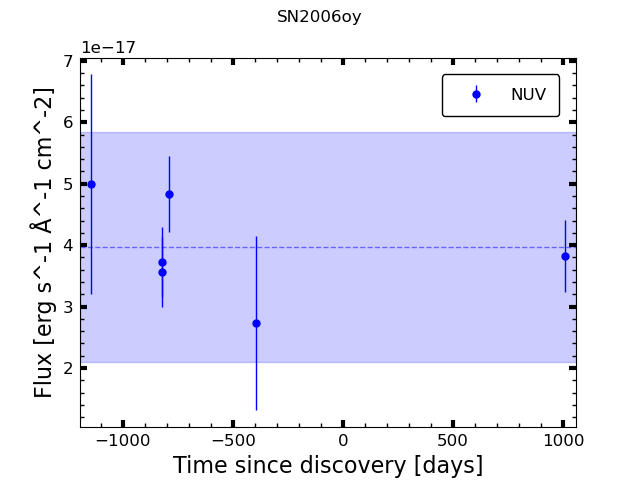 SN2006oy
1e−17
7
6
5
4
3
2
NUV
Flux [erg s^-1 Å^-1 cm^-2]
−1000 −500 0 500 1000
Time since discovery [days]